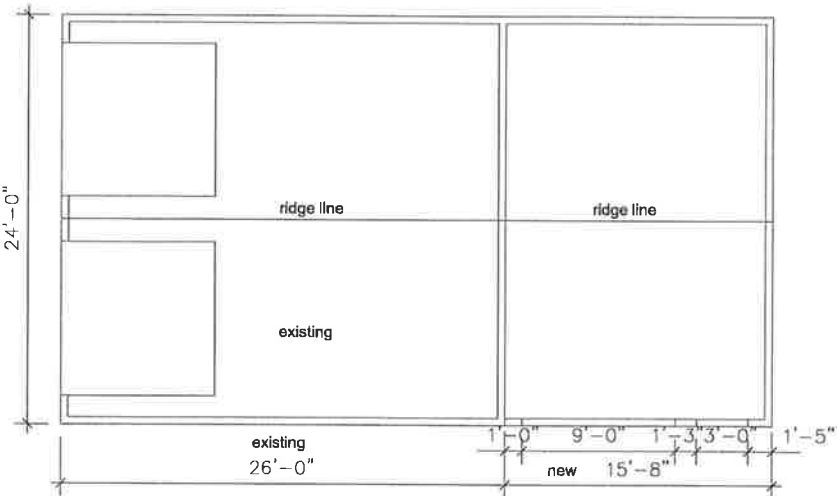 24'-0"
ridge line
ridge line
existing
1'-0" 9'-0" 1'-3" 3'-0" 1'-5"
existing
26'-0"
new 15'-8"